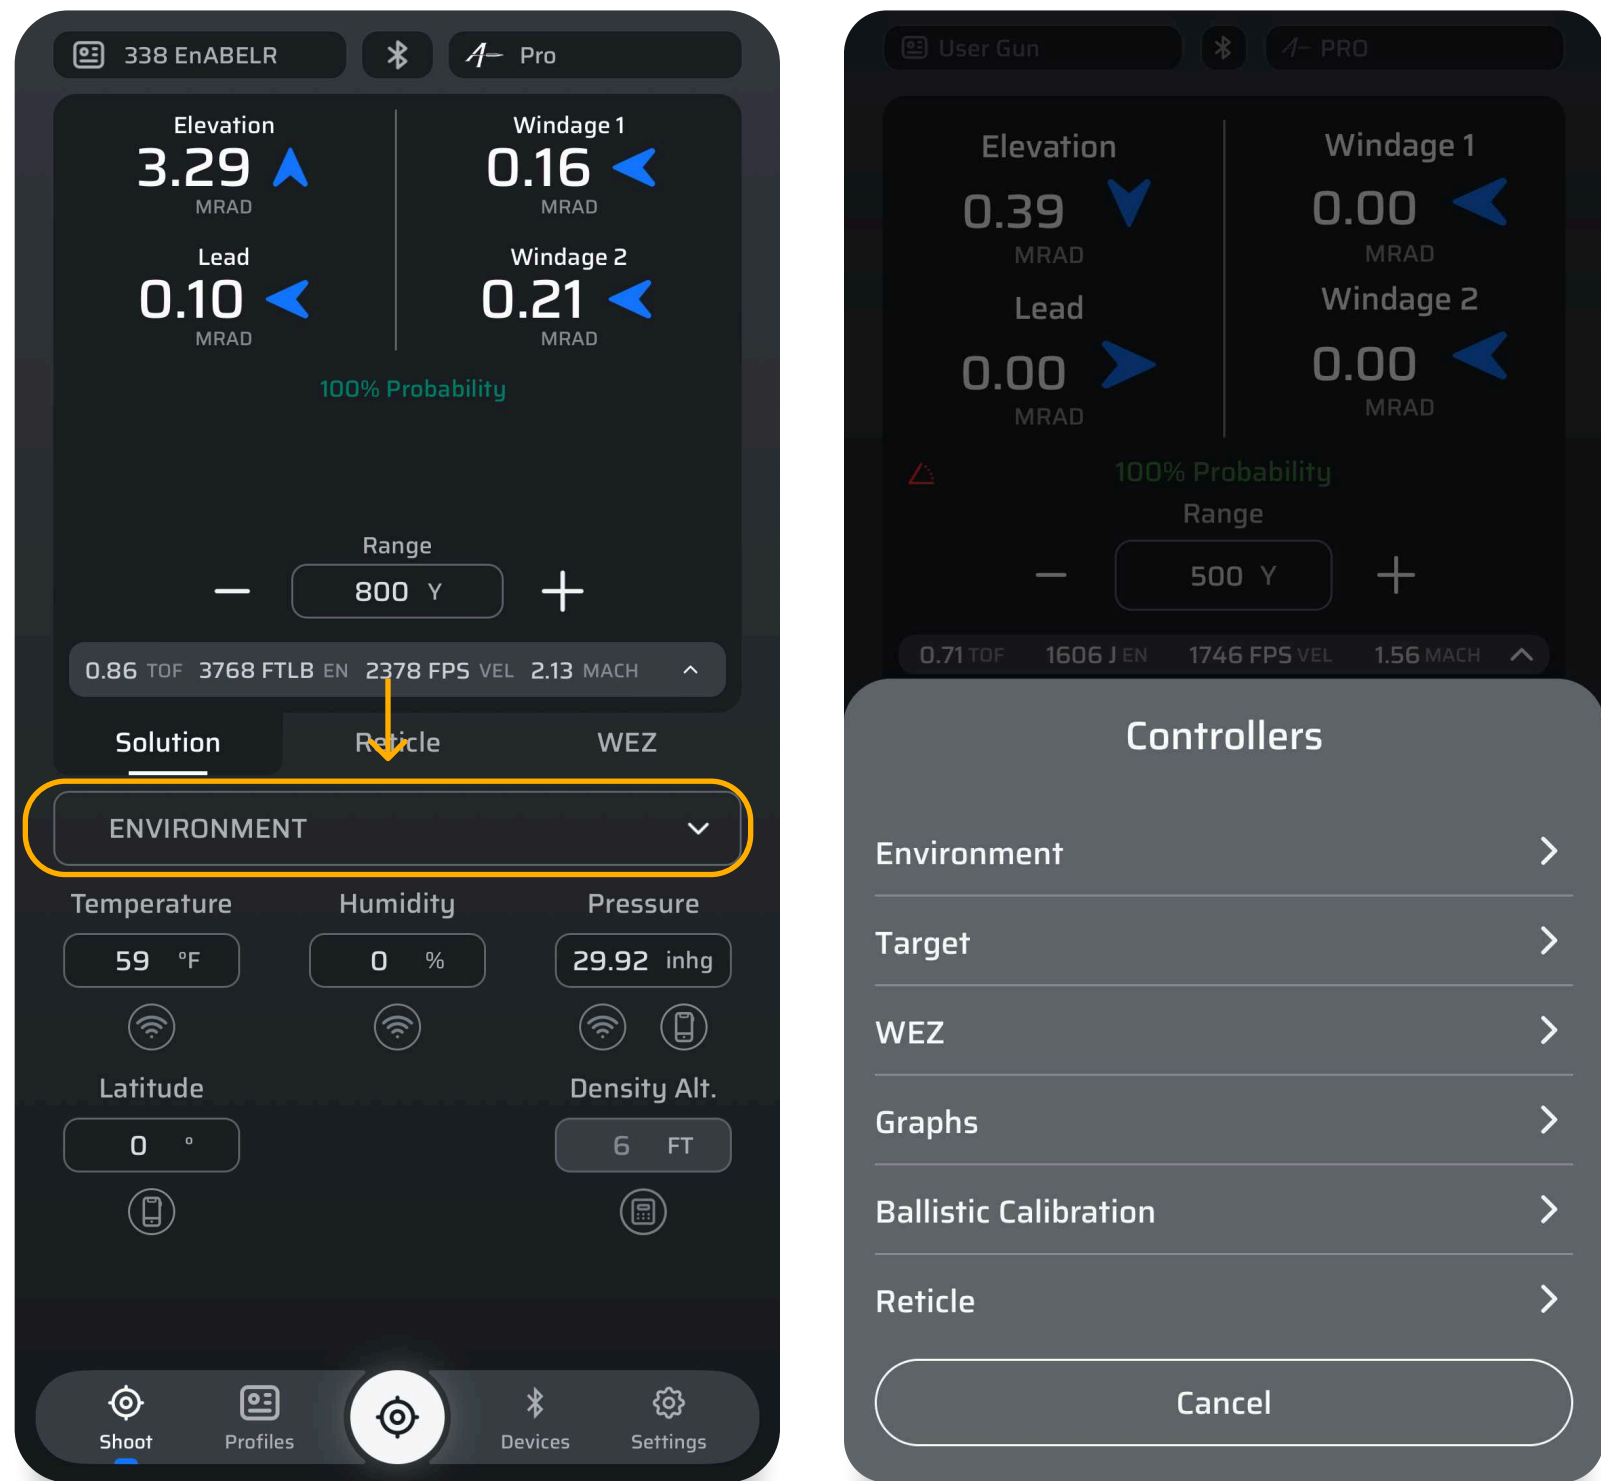 338 EnABELR
Pro
Elevation
3.29
MRAD
Windage 1
0.16
MRAD
Lead
0.10
MRAD
Windage 2
0.21
MRAD
100% Probability
Range
800 Y
0.86 TOF 3768 FTLB EN 2378 FPS VEL 2.13 MACH
Solution Reticle WEZ
ENVIRONMENT
Temperature Humidity Pressure
59 °F 0 % 29.92 inhg
Latitude Density Alt.
0 ° 6 FT
Shoot Profiles Devices Settings
User Gun
PRO
Elevation
0.39
MRAD
Windage 1
0.00
MRAD
Lead
0.00
MRAD
Windage 2
0.00
MRAD
100% Probability
Range
500 Y
0.71 TOF 1606 J EN 1746 FPS VEL 1.56 MACH
Controllers
Environment
Target
WEZ
Graphs
Ballistic Calibration
Reticle
Cancel